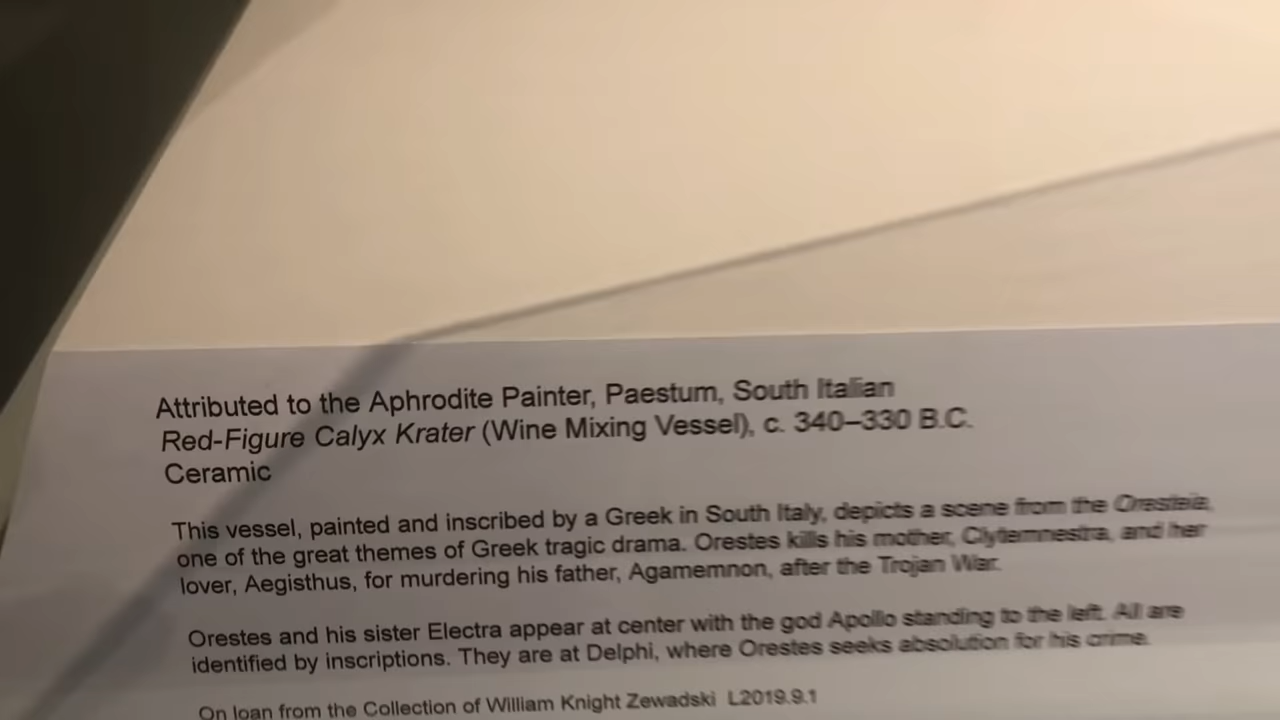 Attributed to the Aphrodite Painter, Paestum, South Italian
Red-Figure Calyx Krater (Wine Mixing Vessel), c. 340–330 B.C.
Ceramic
This vessel, painted and inscribed by a Greek in South Italy, depicts a scene from the Oresteia,
one of the great themes of Greek tragic drama. Orestes kills his mother, Clytemnestra, and her
lover, Aegisthus, for murdering his father, Agamemnon, after the Trojan War.
Orestes and his sister Electra appear at center with the god Apollo standing to the left. All are
identified by inscriptions. They are at Delphi, where Orestes seeks absolution for his crime.
On loan from the Collection of William Knight Zewadski L2019.9.1